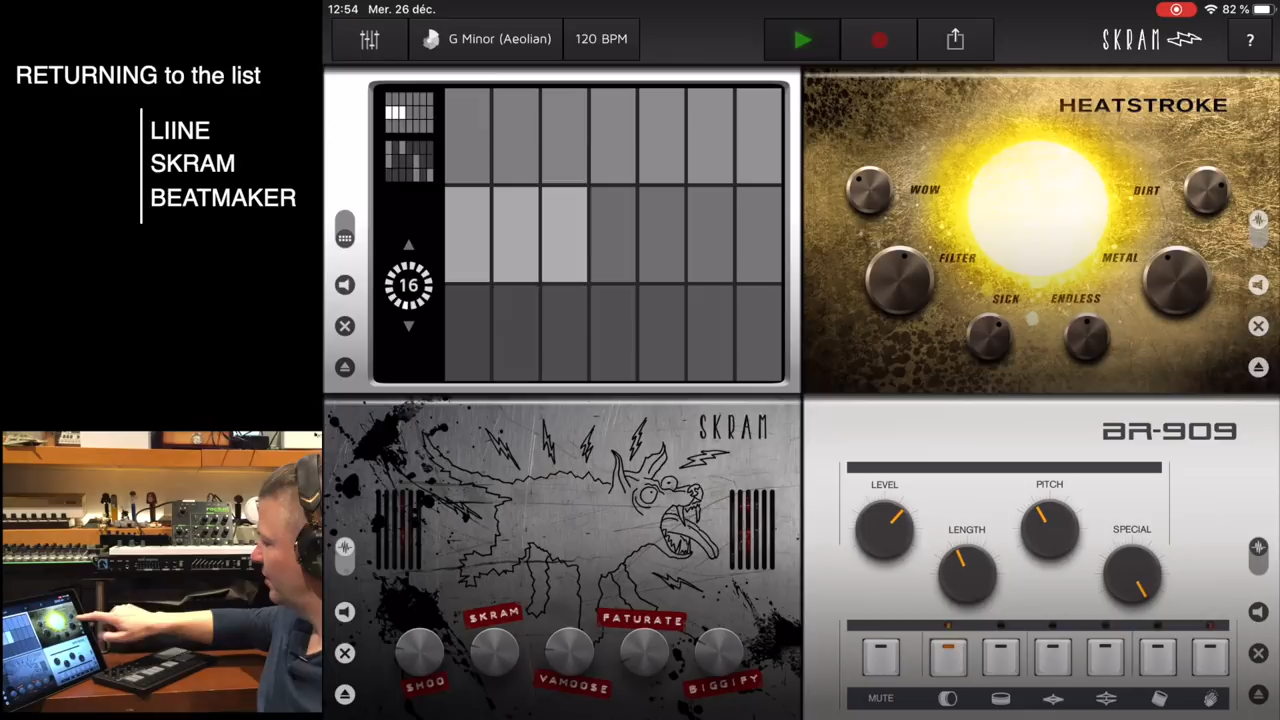 12:54 Mer. 26 déc.
82 %
G Minor (Aeolian)
120 BPM
SKRAM
?
RETURNING to the list
LIINE
SKRAM
BEATMAKER
HEATSTROKE
WOW
DIRT
FILTER
METAL
SICK
ENDLESS
16
SKRAM
SKRAM
FATURATE
SHOO
VAMOOSE
BIGGIFY
BR-909
LEVEL
PITCH
LENGTH
SPECIAL
MUTE